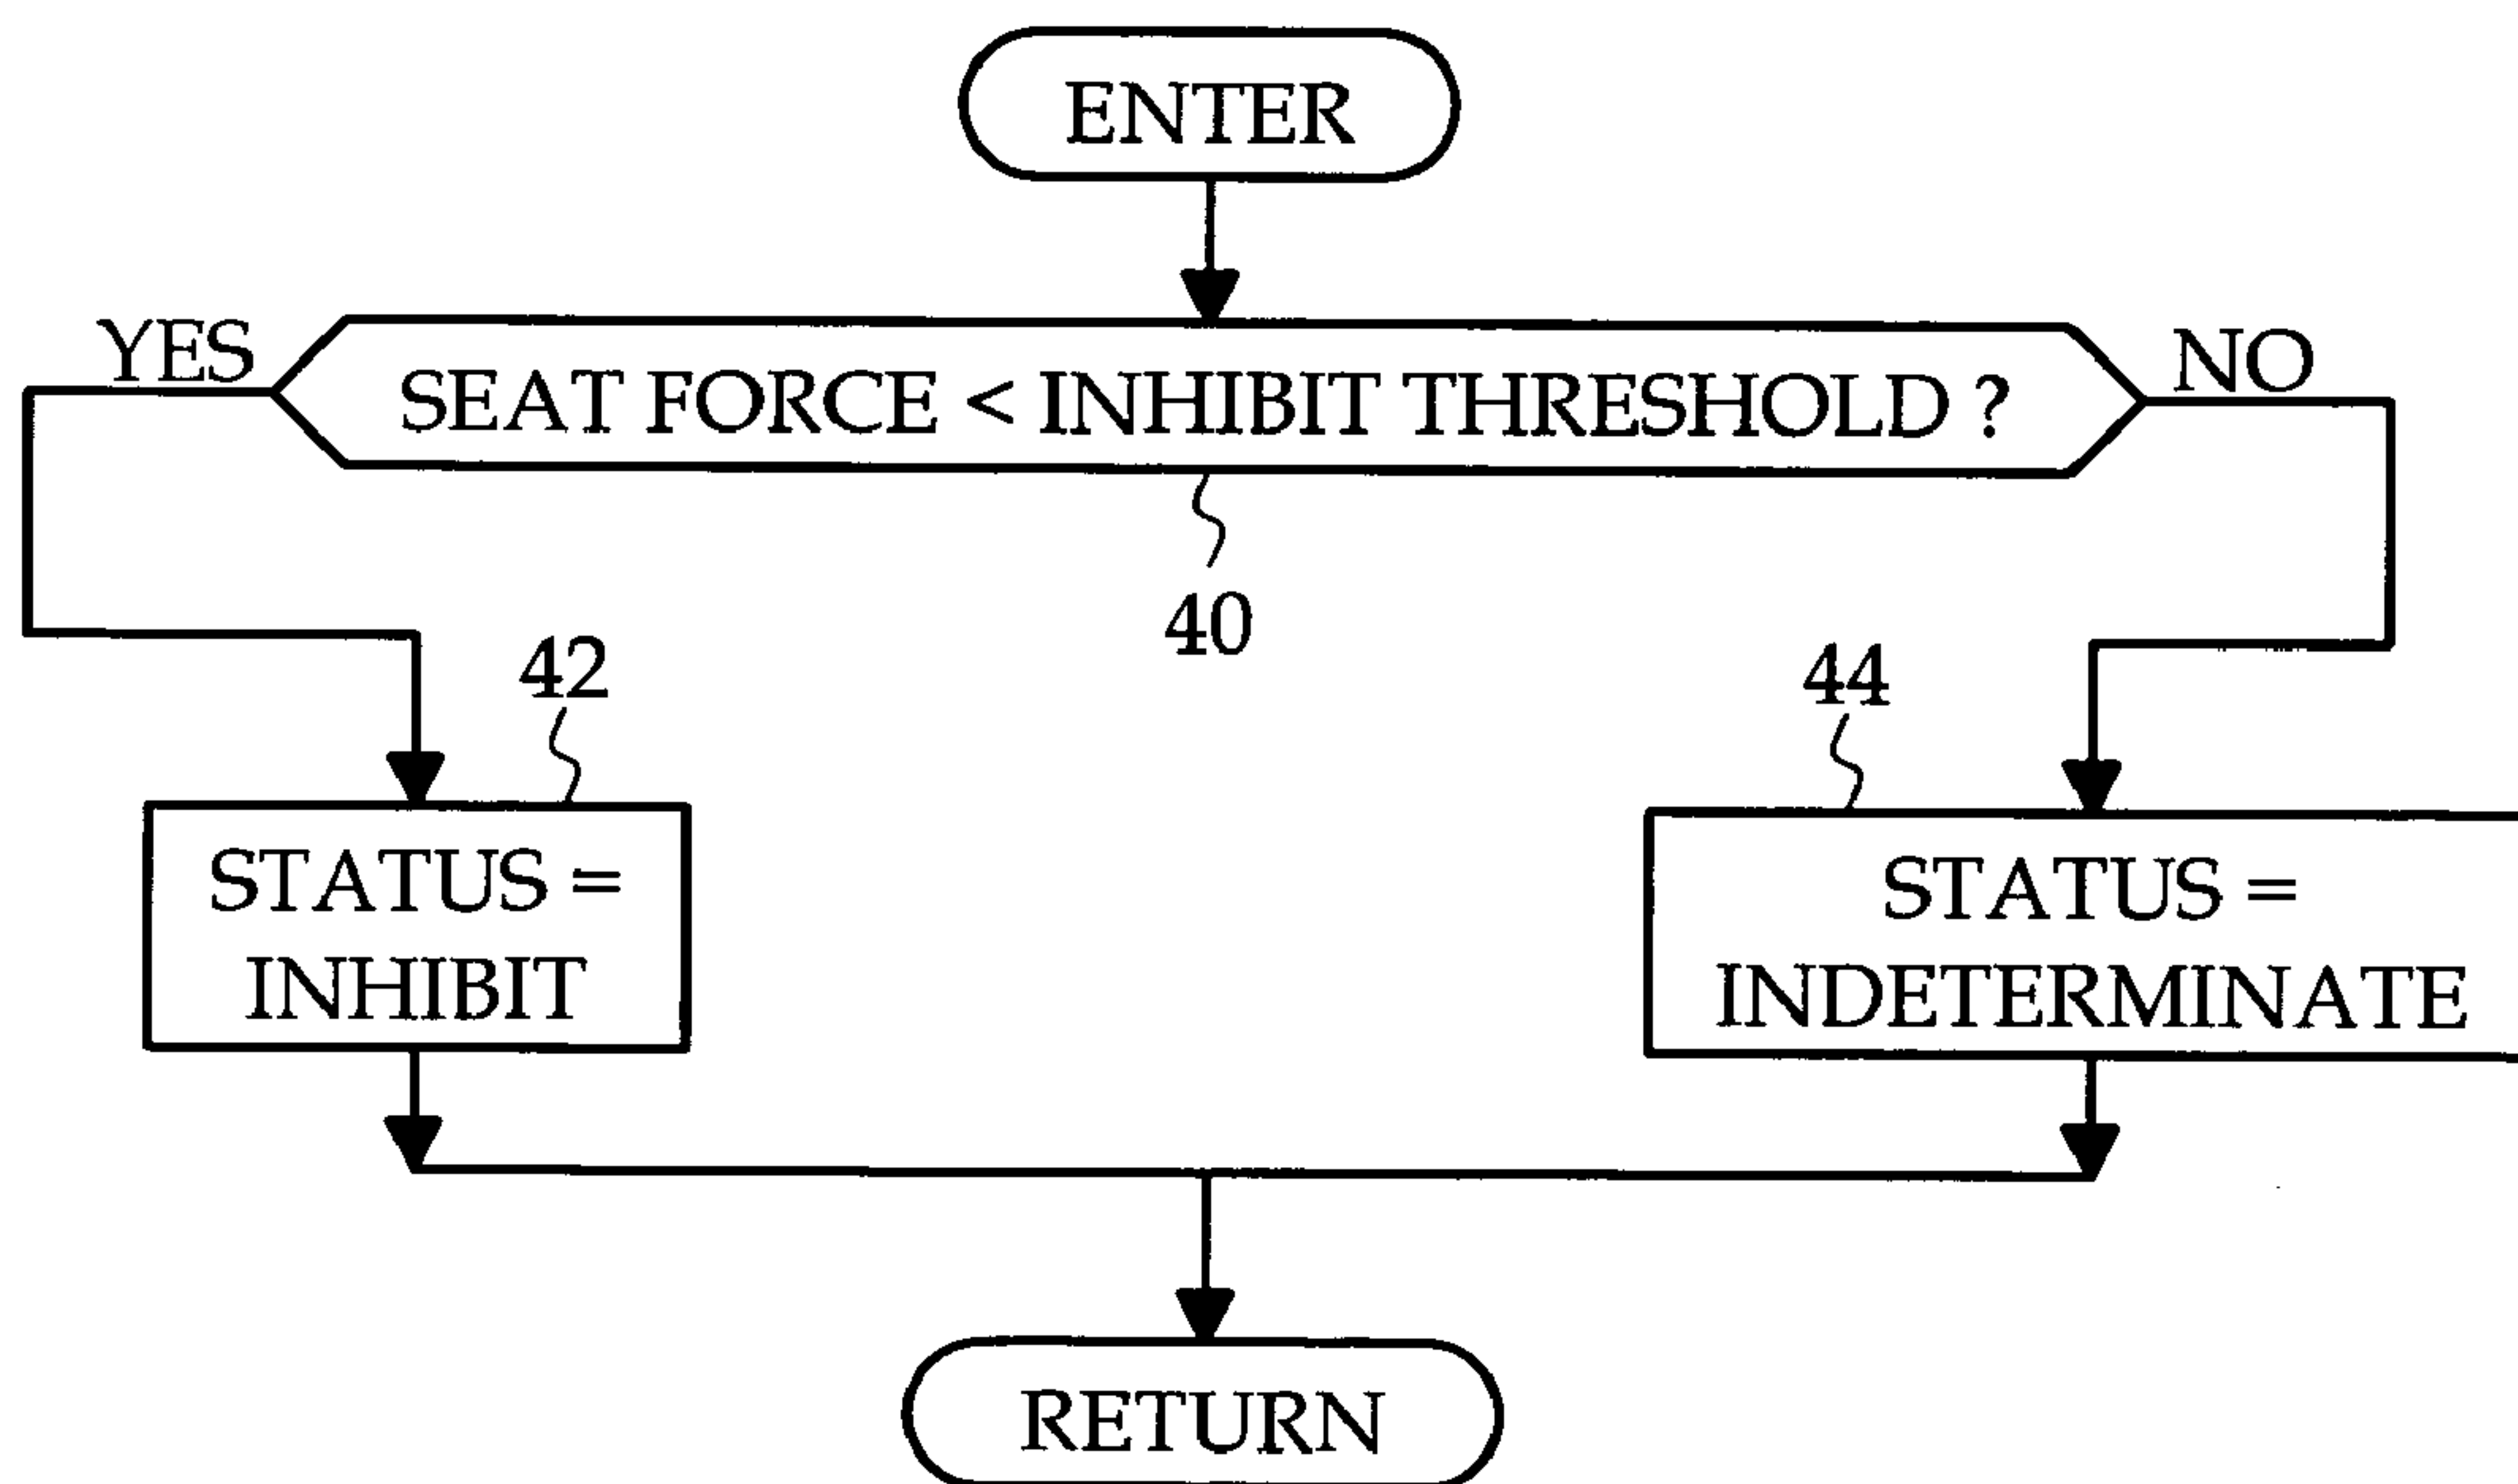 ENTER
YES
SEAT FORCE < INHIBIT THRESHOLD ?
NO
40
42
44
STATUS =
INHIBIT
STATUS =
INDETERMINATE
RETURN